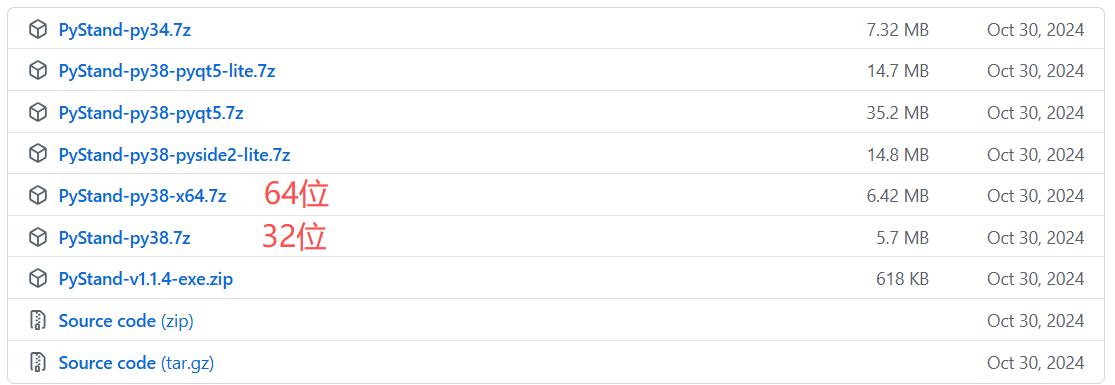 PyStand-py34.7z 7.32 MB Oct 30, 2024
PyStand-py38-pyqt5-lite.7z 14.7 MB Oct 30, 2024
PyStand-py38-pyqt5.7z 35.2 MB Oct 30, 2024
PyStand-py38-pyside2-lite.7z 14.8 MB Oct 30, 2024
PyStand-py38-x64.7z 64位 6.42 MB Oct 30, 2024
PyStand-py38.7z 32位 5.7 MB Oct 30, 2024
PyStand-v1.1.4-exe.zip 618 KB Oct 30, 2024
Source code (zip) Oct 30, 2024
Source code (tar.gz) Oct 30, 2024